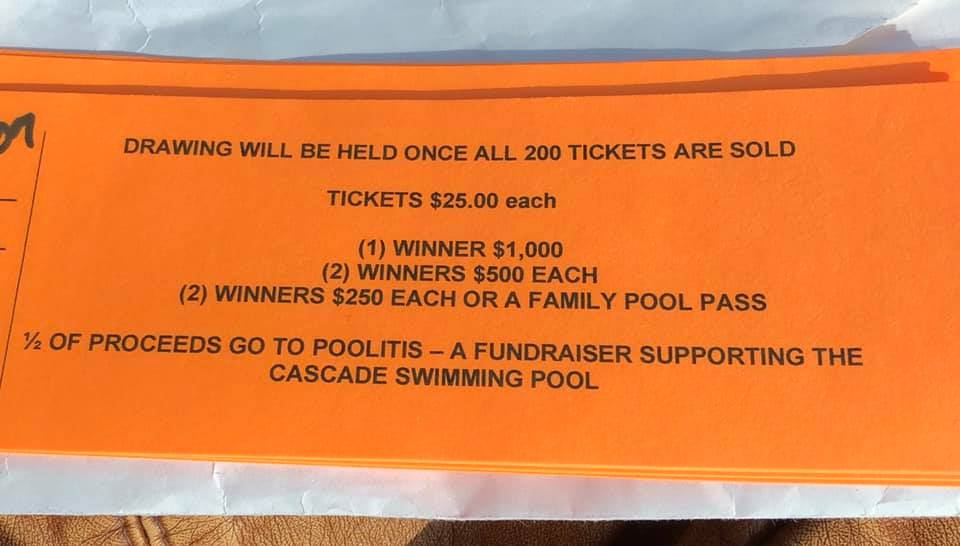 DRAWING WILL BE HELD ONCE ALL 200 TICKETS ARE SOLD
TICKETS $25.00 each
(1) WINNER $1,000
(2) WINNERS $500 EACH
(2) WINNERS $250 EACH OR A FAMILY POOL PASS
½ OF PROCEEDS GO TO POOLITIS – A FUNDRAISER SUPPORTING THE
CASCADE SWIMMING POOL